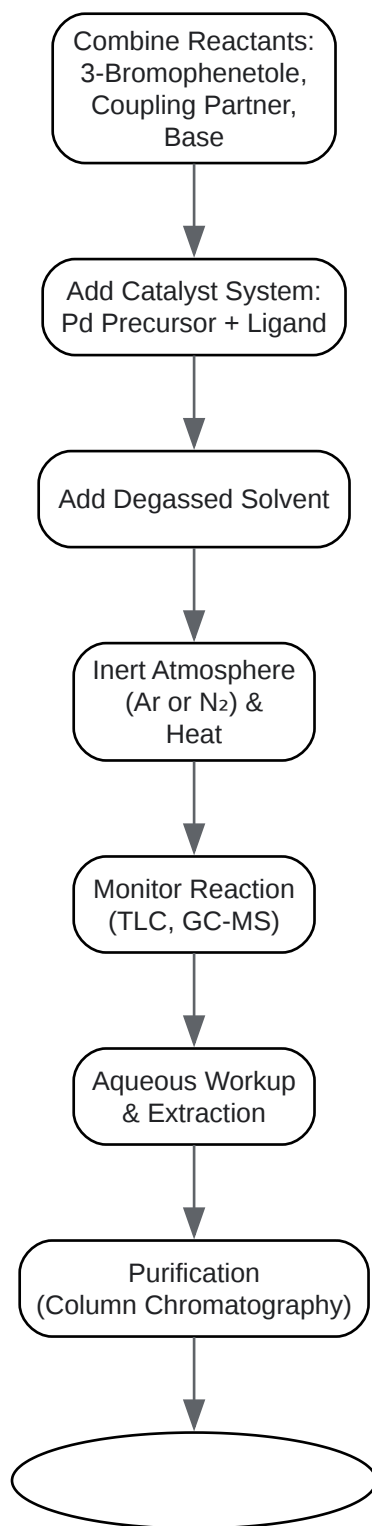 Combine Reactants:
3-Bromophenetole,
Coupling Partner,
Base
Add Catalyst System:
Pd Precursor + Ligand
Add Degassed Solvent
Inert Atmosphere
(Ar or N₂) &
Heat
Monitor Reaction
(TLC, GC-MS)
Aqueous Workup
& Extraction
Purification
(Column Chromatography)